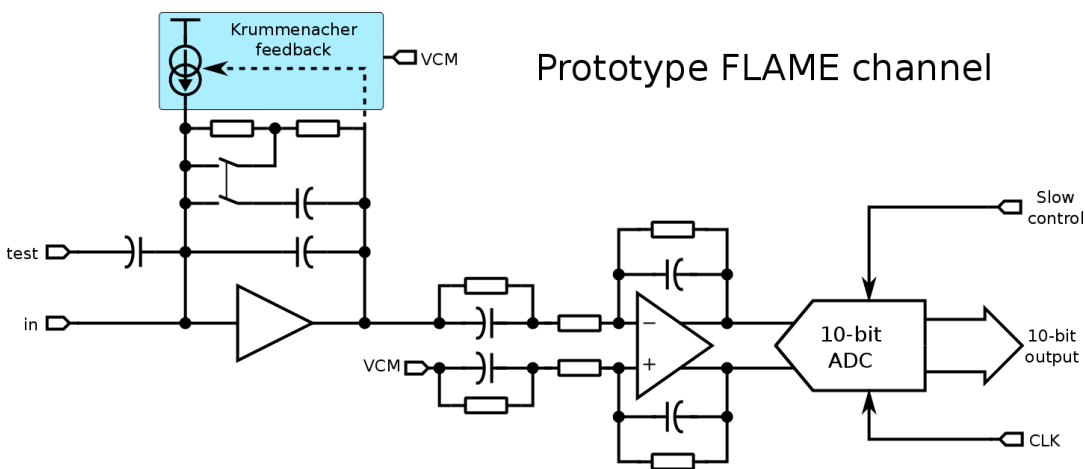 Krummenacher
feedback
VCM
Prototype FLAME channel
Slow
control
test
in
VCM
−
+
10-bit
ADC
10-bit
output
CLK